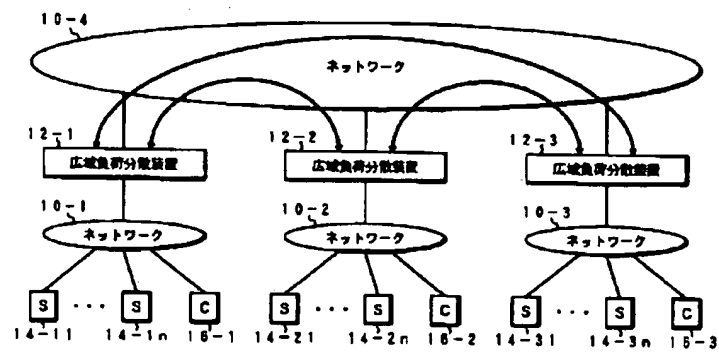 10-4
ネットワーク
12-1 12-2 12-3
広域負荷分散装置 広域負荷分散装置 広域負荷分散装置
10-1 10-2 10-3
ネットワーク ネットワーク ネットワーク
S ··· S C S ··· S C S ··· S C
14-11 14-1n 16-1 14-21 14-2n 16-2 14-31 14-3n 16-3